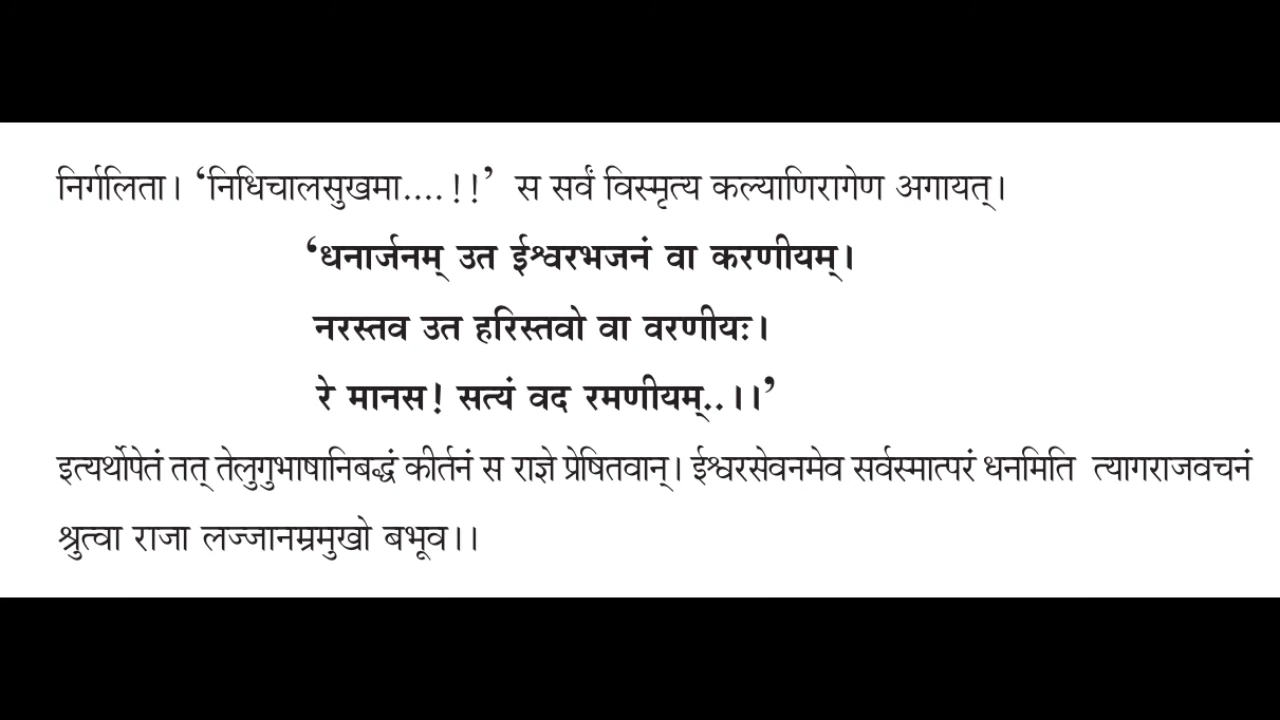 निर्गलिता। ‘निधिचालसुखमा....!!’ स सर्वं विस्मृत्य कल्याणिरागेण अगायत्।
‘धनार्जनम् उत ईश्वरभजनं वा करणीयम्।
नरस्तव उत हरिस्तवो वा वरणीयः।
रे मानस! सत्यं वद रमणीयम्..।।’
इत्यर्थोपेतं तत् तेलुगुभाषानिबद्धं कीर्तनं स राज्ञे प्रेषितवान्। ईश्वरसेवनमेव सर्वस्मात्परं धनमिति त्यागराजवचनं
श्रुत्वा राजा लज्जानम्रमुखो बभूव।।